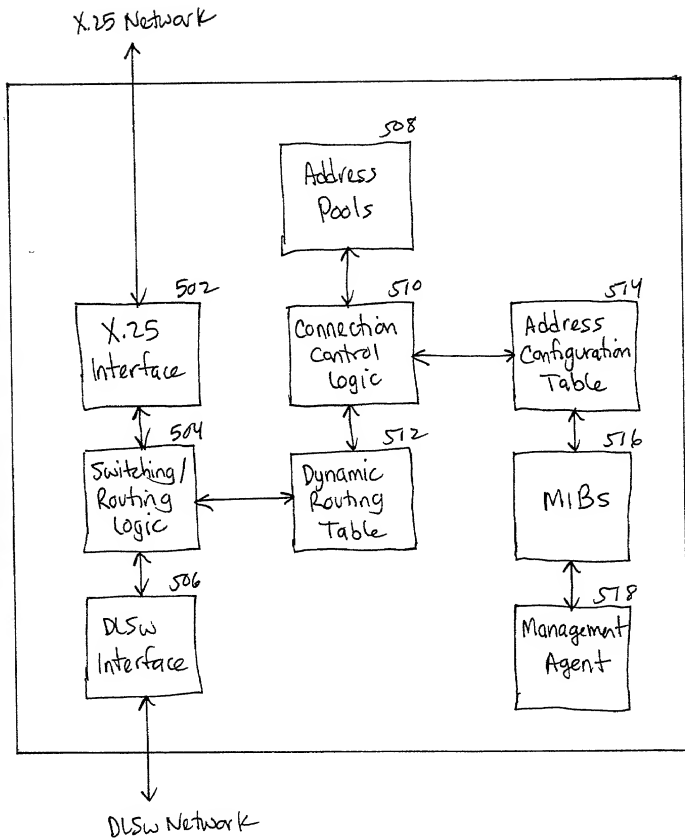 X.25 Network
508
Address
Pools
502
X.25
Interface
510
Connection
Control
Logic
514
Address
Configuration
Table
504
Switching/
Routing
Logic
512
Dynamic
Routing
Table
516
MIBs
506
DLSw
Interface
518
Management
Agent
DLSw Network